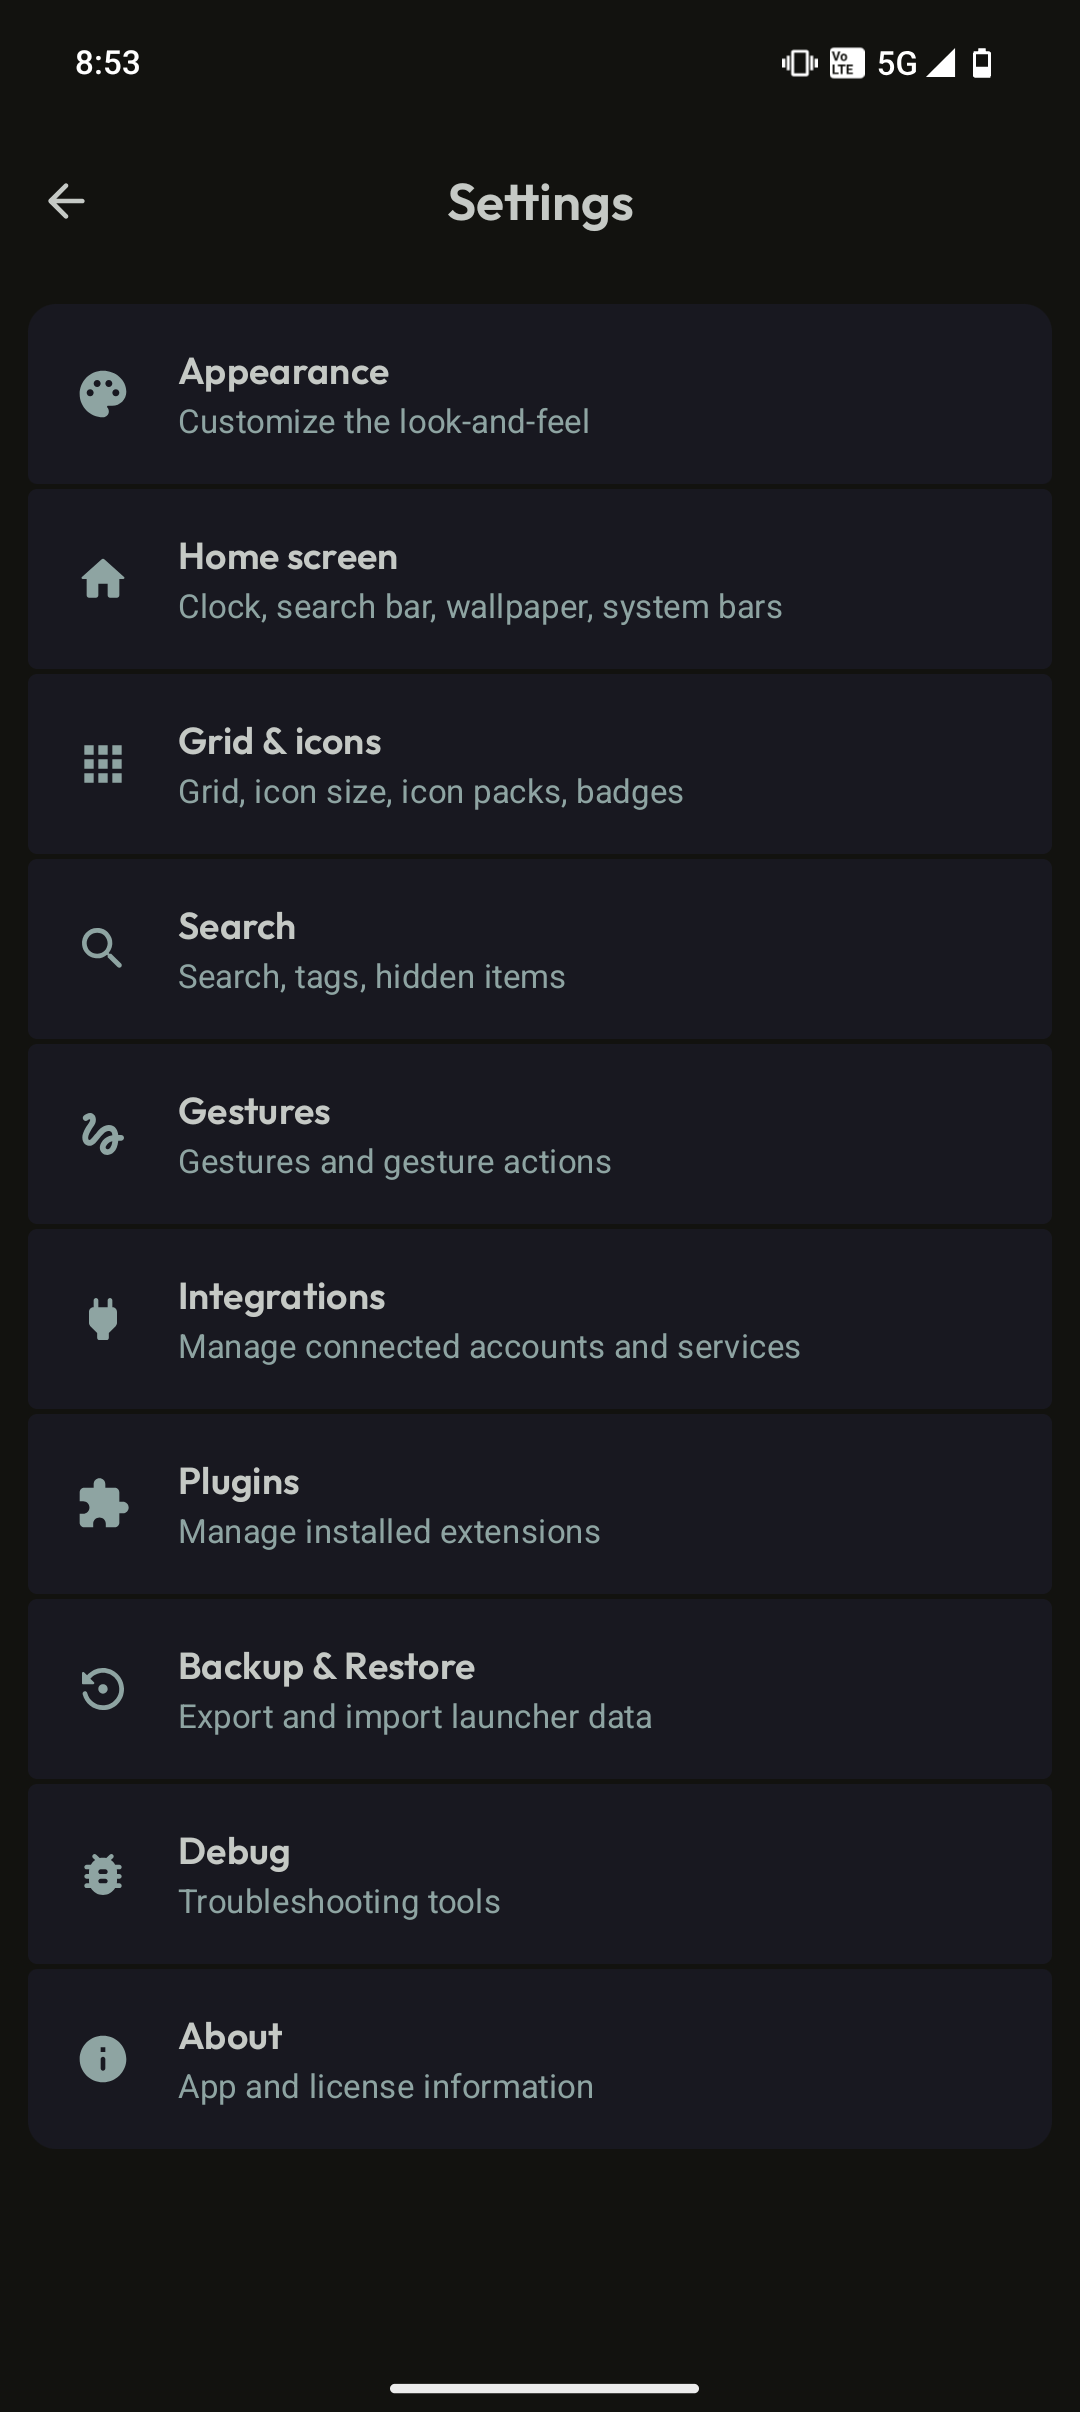 8:53
Vo LTE 5G
Settings
Appearance
Customize the look-and-feel
Home screen
Clock, search bar, wallpaper, system bars
Grid & icons
Grid, icon size, icon packs, badges
Search
Search, tags, hidden items
Gestures
Gestures and gesture actions
Integrations
Manage connected accounts and services
Plugins
Manage installed extensions
Backup & Restore
Export and import launcher data
Debug
Troubleshooting tools
About
App and license information